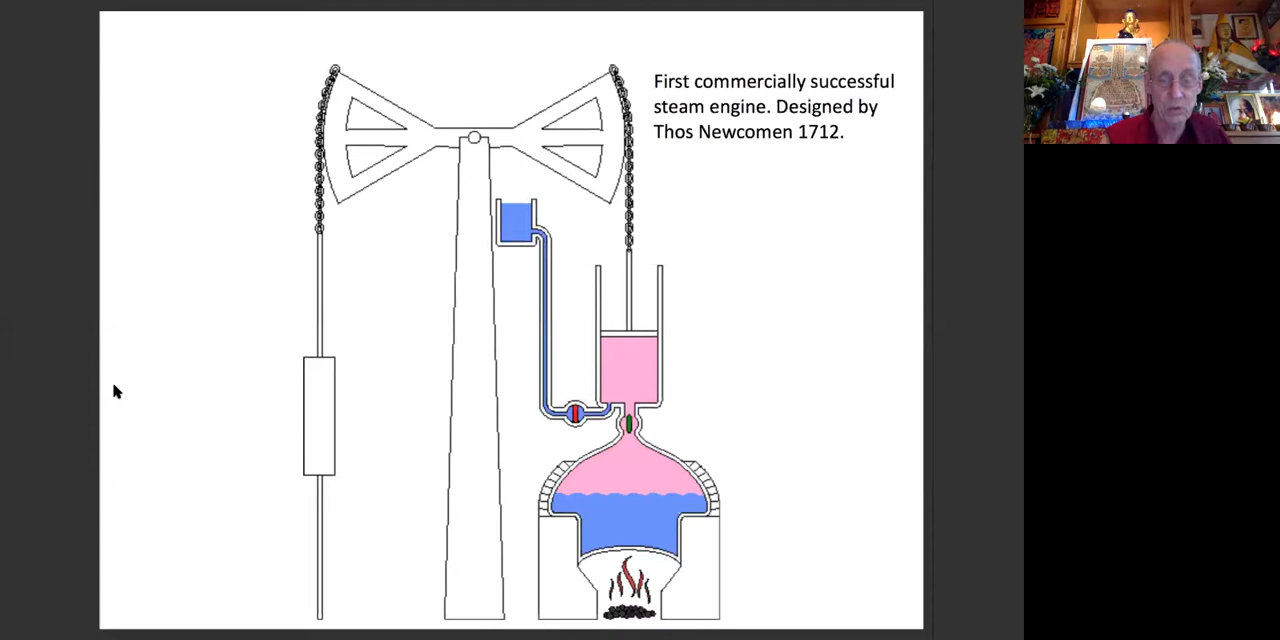 First commercially successful
steam engine. Designed by
Thos Newcomen 1712.